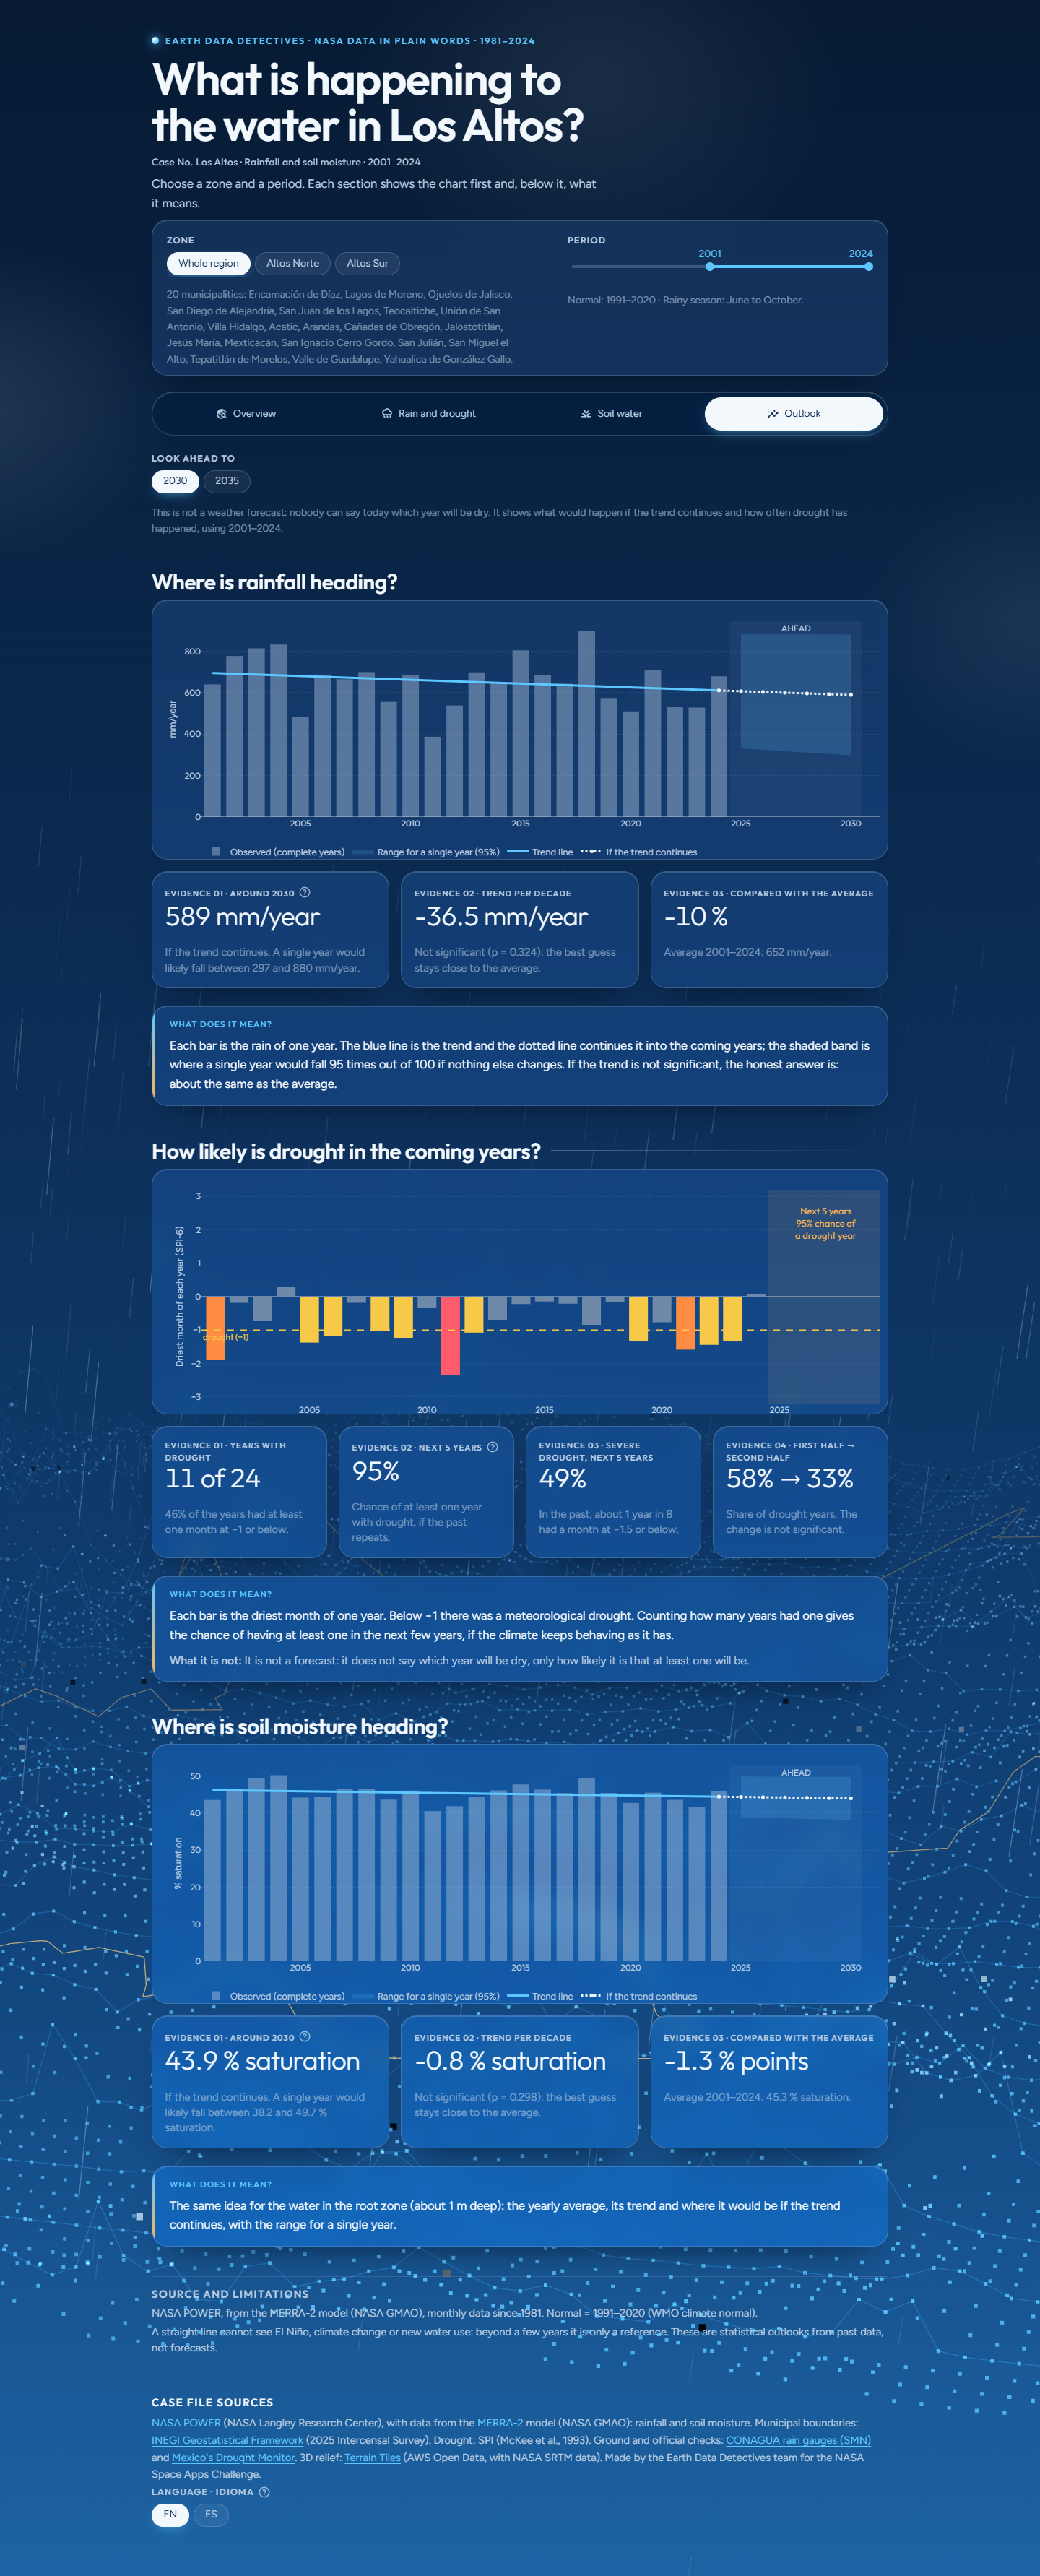 EARTH DATA DETECTIVES · NASA DATA IN PLAIN WORDS · 1981–2024
What is happening to
the water in Los Altos?
Case No. Los Altos · Rainfall and soil moisture · 2001–2024
Choose a zone and a period. Each section shows the chart first and, below it, what
it means.
ZONE
Whole region
Altos Norte
Altos Sur
20 municipalities: Encarnación de Díaz, Lagos de Moreno, Ojuelos de Jalisco,
San Diego de Alejandría, San Juan de los Lagos, Teocaltiche, Unión de San
Antonio, Villa Hidalgo, Acatic, Arandas, Cañadas de Obregón, Jalostotitlán,
Jesús María, Mexticacán, San Ignacio Cerro Gordo, San Julián, San Miguel el
Alto, Tepatitlán de Morelos, Valle de Guadalupe, Yahualica de González Gallo.
PERIOD
2001
2024
Normal: 1991–2020 · Rainy season: June to October.
Overview
Rain and drought
Soil water
Outlook
LOOK AHEAD TO
2030
2035
This is not a weather forecast: nobody can say today which year will be dry. It shows what would happen if the trend continues and how often drought has
happened, using 2001–2024.
Where is rainfall heading?
AHEAD
mm/year
800
600
400
200
0
2005
2010
2015
2020
2025
2030
Observed (complete years)
Range for a single year (95%)
Trend line
If the trend continues
EVIDENCE 01 · AROUND 2030
589 mm/year
If the trend continues. A single year would
likely fall between 297 and 880 mm/year.
EVIDENCE 02 · TREND PER DECADE
-36.5 mm/year
Not significant (p = 0.324): the best guess
stays close to the average.
EVIDENCE 03 · COMPARED WITH THE AVERAGE
-10 %
Average 2001–2024: 652 mm/year.
WHAT DOES IT MEAN?
Each bar is the rain of one year. The blue line is the trend and the dotted line continues it into the coming years; the shaded band is
where a single year would fall 95 times out of 100 if nothing else changes. If the trend is not significant, the honest answer is:
about the same as the average.
How likely is drought in the coming years?
Driest month of each year (SPI-6)
3
2
1
0
−1
−2
−3
drought (−1)
Next 5 years
95% chance of
a drought year
2005
2010
2015
2020
2025
EVIDENCE 01 · YEARS WITH
DROUGHT
11 of 24
46% of the years had at least
one month at −1 or below.
EVIDENCE 02 · NEXT 5 YEARS
95%
Chance of at least one year
with drought, if the past
repeats.
EVIDENCE 03 · SEVERE
DROUGHT, NEXT 5 YEARS
49%
In the past, about 1 year in 8
had a month at −1.5 or below.
EVIDENCE 04 · FIRST HALF →
SECOND HALF
58% → 33%
Share of drought years. The
change is not significant.
WHAT DOES IT MEAN?
Each bar is the driest month of one year. Below −1 there was a meteorological drought. Counting how many years had one gives
the chance of having at least one in the next few years, if the climate keeps behaving as it has.
What it is not: It is not a forecast: it does not say which year will be dry, only how likely it is that at least one will be.
Where is soil moisture heading?
AHEAD
% saturation
50
40
30
20
10
0
2005
2010
2015
2020
2025
2030
Observed (complete years)
Range for a single year (95%)
Trend line
If the trend continues
EVIDENCE 01 · AROUND 2030
43.9 % saturation
If the trend continues. A single year would
likely fall between 38.2 and 49.7 %
saturation.
EVIDENCE 02 · TREND PER DECADE
-0.8 % saturation
Not significant (p = 0.298): the best guess
stays close to the average.
EVIDENCE 03 · COMPARED WITH THE AVERAGE
-1.3 % points
Average 2001–2024: 45.3 % saturation.
WHAT DOES IT MEAN?
The same idea for the water in the root zone (about 1 m deep): the yearly average, its trend and where it would be if the trend
continues, with the range for a single year.
SOURCE AND LIMITATIONS
NASA POWER, from the MERRA-2 model (NASA GMAO), monthly data since 1981. Normal = 1991–2020 (WMO climate normal).
A straight line cannot see El Niño, climate change or new water use: beyond a few years it is only a reference. These are statistical outlooks from past data,
not forecasts.
CASE FILE SOURCES
NASA POWER (NASA Langley Research Center), with data from the MERRA-2 model (NASA GMAO): rainfall and soil moisture. Municipal boundaries:
INEGI Geostatistical Framework (2025 Intercensal Survey). Drought: SPI (McKee et al., 1993). Ground and official checks: CONAGUA rain gauges (SMN)
and Mexico's Drought Monitor. 3D relief: Terrain Tiles (AWS Open Data, with NASA SRTM data). Made by the Earth Data Detectives team for the NASA
Space Apps Challenge.
LANGUAGE · IDIOMA
EN
ES